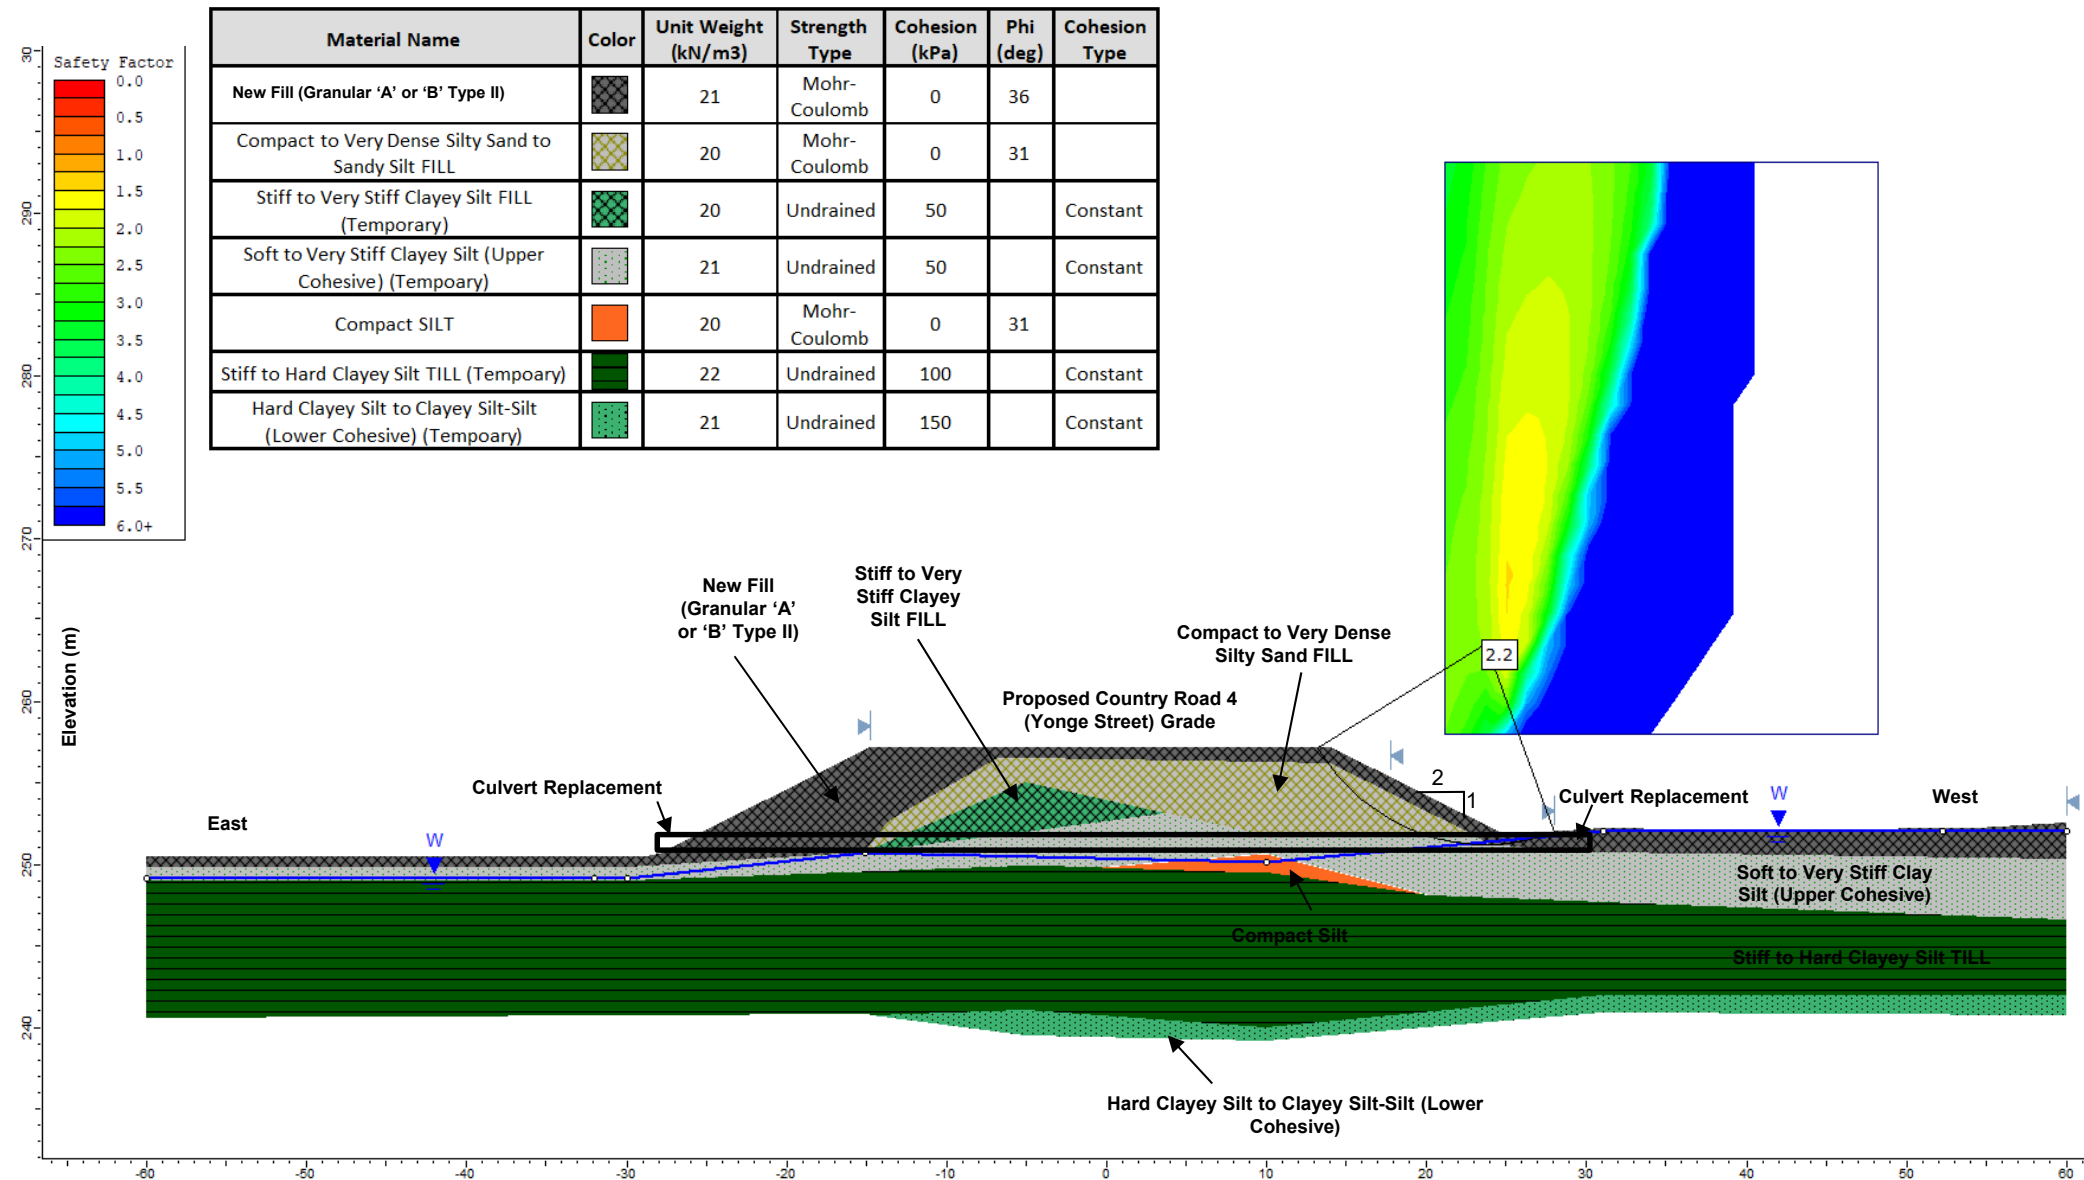 Material Name
Color
Unit Weight
(kN/m3)
Strength
Type
Cohesion
(kPa)
Phi
(deg)
Cohesion
Type
New Fill (Granular ‘A’ or ‘B’ Type II)
21
Mohr-
Coulomb
0
36
Compact to Very Dense Silty Sand to
Sandy Silt FILL
20
Mohr-
Coulomb
0
31
Stiff to Very Stiff Clayey Silt FILL
(Temporary)
20
Undrained
50
Constant
Soft to Very Stiff Clayey Silt (Upper
Cohesive) (Tempoary)
21
Undrained
50
Constant
Compact SILT
20
Mohr-
Coulomb
0
31
Stiff to Hard Clayey Silt TILL (Tempoary)
22
Undrained
100
Constant
Hard Clayey Silt to Clayey Silt-Silt
(Lower Cohesive) (Tempoary)
21
Undrained
150
Constant
Safety Factor
0.0
0.5
1.0
1.5
2.0
2.5
3.0
3.5
4.0
4.5
5.0
5.5
6.0+
30
290
280
270
260
250
240
Elevation (m)
New Fill
(Granular ‘A’
or ‘B’ Type II)
Stiff to Very
Stiff Clayey
Silt FILL
Compact to Very Dense
Silty Sand FILL
2.2
Proposed Country Road 4
(Yonge Street) Grade
Culvert Replacement
2
1
Culvert Replacement
W
West
East
W
Soft to Very Stiff Clay
Silt (Upper Cohesive)
Compact Silt
Stiff to Hard Clayey Silt TILL
Hard Clayey Silt to Clayey Silt-Silt (Lower
Cohesive)
-60
-50
-40
-30
-20
-10
0
10
20
30
40
50
60